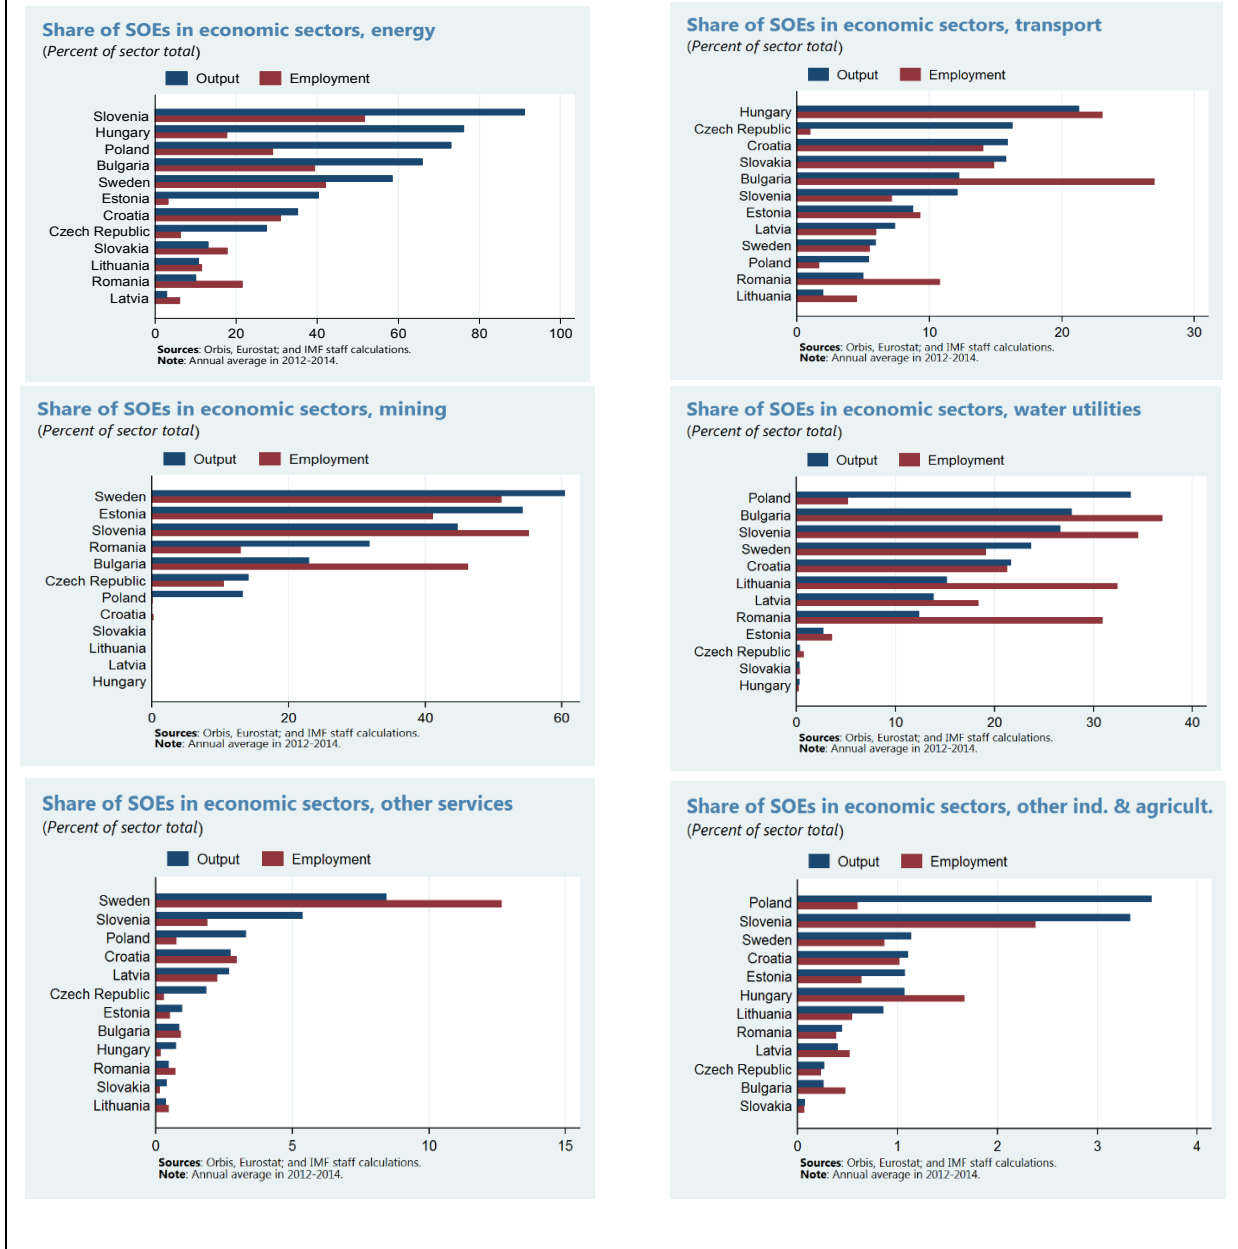 Share of SOEs in economic sectors, energy
(Percent of sector total)
Output Employment
Slovenia
Hungary
Poland
Bulgaria
Sweden
Estonia
Croatia
Czech Republic
Slovakia
Lithuania
Romania
Latvia
0 20 40 60 80 100
Sources: Orbis, Eurostat; and IMF staff calculations.
Note: Annual average in 2012-2014.
Share of SOEs in economic sectors, transport
(Percent of sector total)
Output Employment
Hungary
Czech Republic
Croatia
Slovakia
Bulgaria
Slovenia
Estonia
Latvia
Sweden
Poland
Romania
Lithuania
0 10 20 30
Sources: Orbis, Eurostat; and IMF staff calculations.
Note: Annual average in 2012-2014.
Share of SOEs in economic sectors, mining
(Percent of sector total)
Output Employment
Sweden
Estonia
Slovenia
Romania
Bulgaria
Czech Republic
Poland
Croatia
Slovakia
Lithuania
Latvia
Hungary
0 20 40 60
Sources: Orbis, Eurostat; and IMF staff calculations.
Note: Annual average in 2012-2014.
Share of SOEs in economic sectors, water utilities
(Percent of sector total)
Output Employment
Poland
Bulgaria
Slovenia
Sweden
Croatia
Lithuania
Latvia
Romania
Estonia
Czech Republic
Slovakia
Hungary
0 10 20 30 40
Sources: Orbis, Eurostat; and IMF staff calculations.
Note: Annual average in 2012-2014.
Share of SOEs in economic sectors, other services
(Percent of sector total)
Output Employment
Sweden
Slovenia
Poland
Croatia
Latvia
Czech Republic
Estonia
Bulgaria
Hungary
Romania
Slovakia
Lithuania
0 5 10 15
Sources: Orbis, Eurostat; and IMF staff calculations.
Note: Annual average in 2012-2014.
Share of SOEs in economic sectors, other ind. & agricult.
(Percent of sector total)
Output Employment
Poland
Slovenia
Sweden
Croatia
Estonia
Hungary
Lithuania
Romania
Latvia
Czech Republic
Bulgaria
Slovakia
0 1 2 3 4
Sources: Orbis, Eurostat; and IMF staff calculations.
Note: Annual average in 2012-2014.